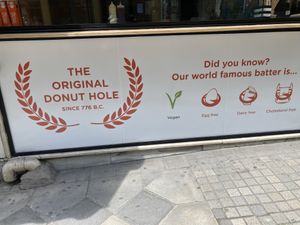 THE
ORIGINAL
DONUT HOLE
SINCE 776 B.C.
Did you know?
Our world famous batter is...
Vegan
Egg free
Dairy free
Cholesterol free